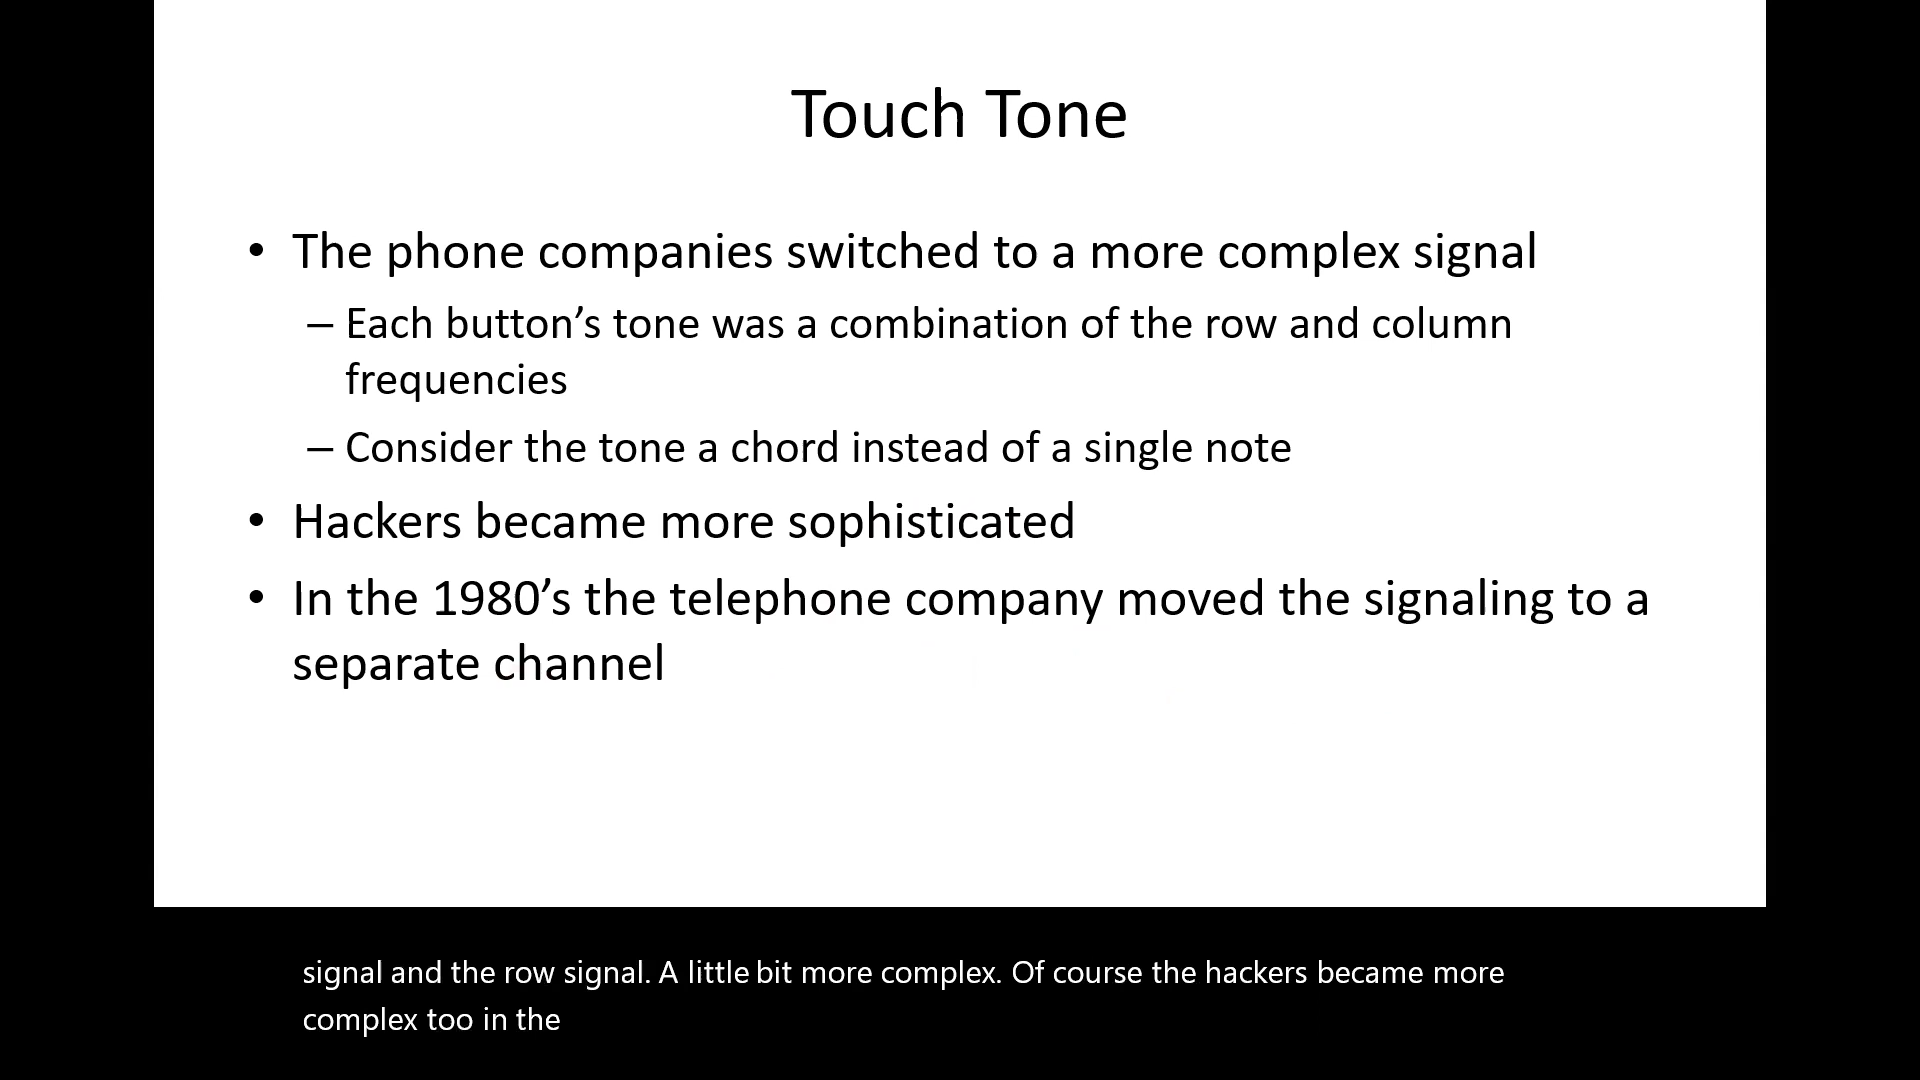 Touch Tone
• The phone companies switched to a more complex signal
– Each button’s tone was a combination of the row and column
frequencies
– Consider the tone a chord instead of a single note
• Hackers became more sophisticated
• In the 1980’s the telephone company moved the signaling to a
separate channel
signal and the row signal. A little bit more complex. Of course the hackers became more
complex too in the